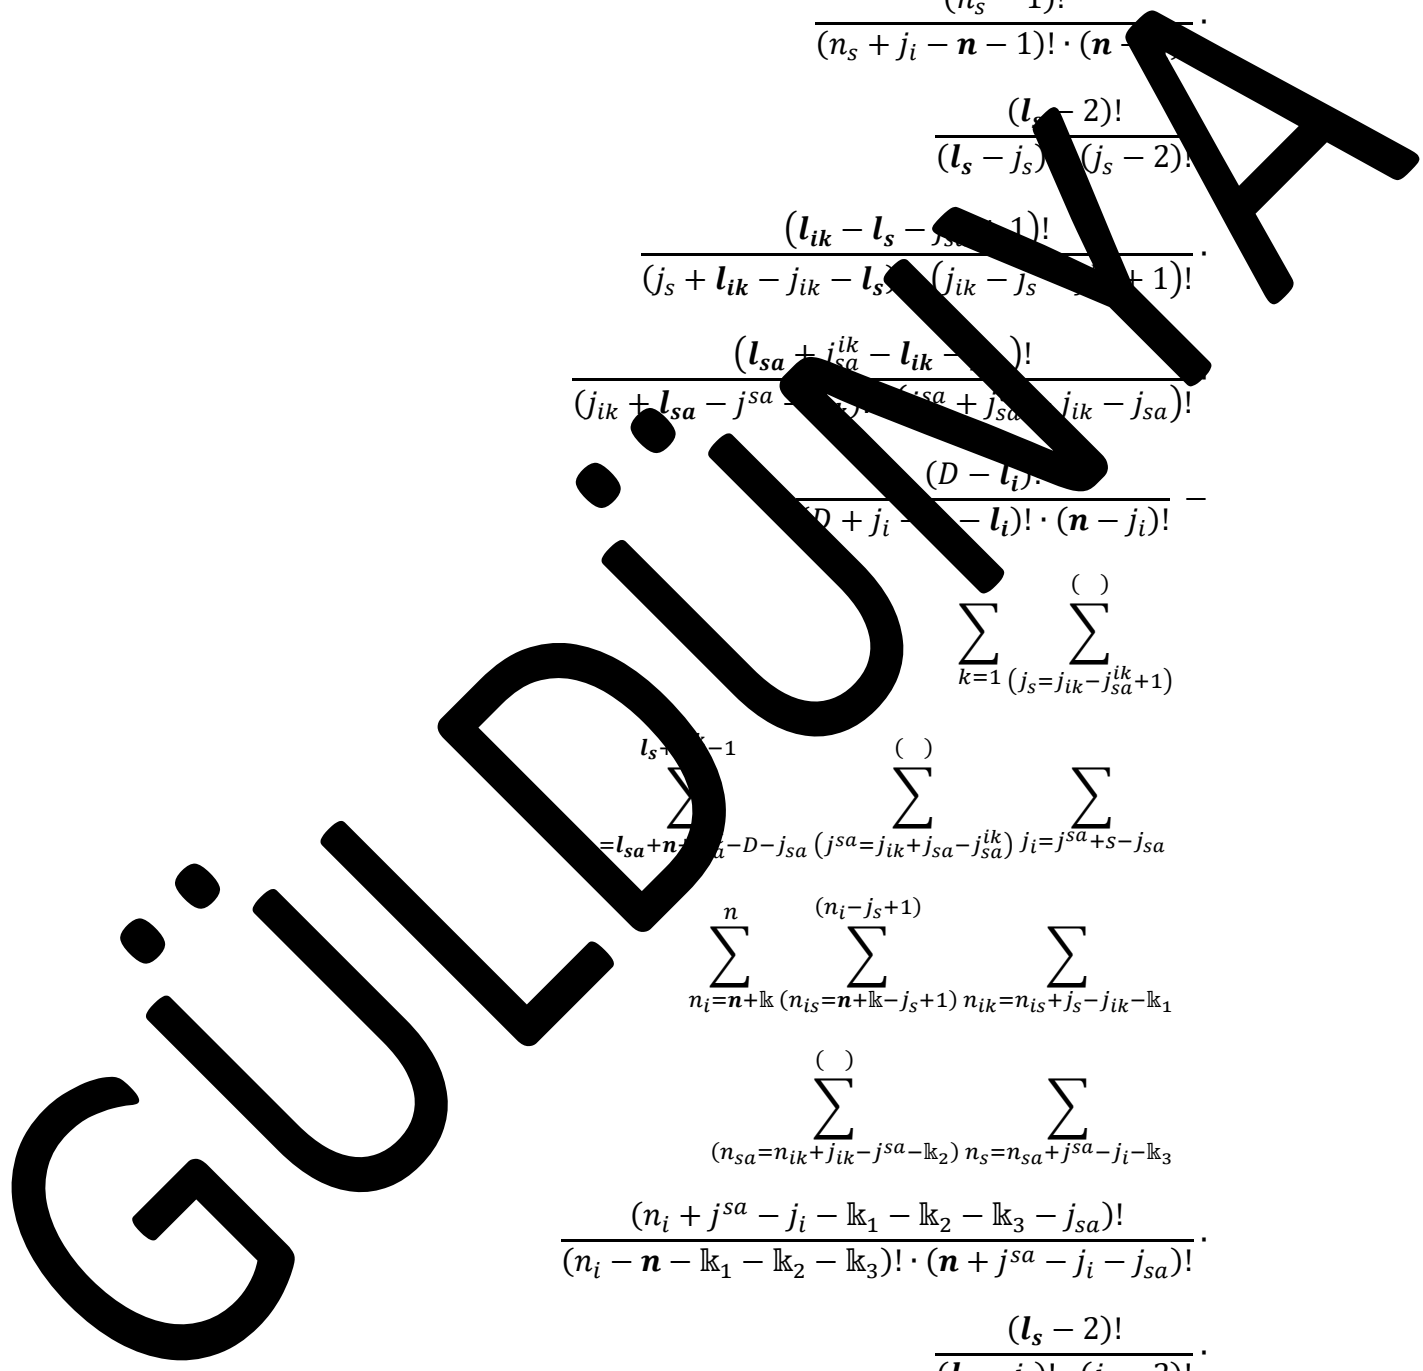 (n_s − 1)!
(n_s + j_i − n − 1)! · (n −
·
(l_s − 2)!
(l_s − j_s) (j_s − 2)!
(l_ik − l_s − 1)!
(j_s + l_ik − j_ik − l_s) (j_ik − j_s + 1)!
·
(l_sa + j_sa^ik − l_ik − )!
(j_ik + l_sa − j^sa − (j^sa + j_sa j_ik − j_sa)!
(D − l_i)!
(D + j_i − − l_i)! · (n − j_i)!
−
( )
∑ ∑
k=1 (j_s=j_ik−j_sa^ik+1)
l_s+ −1 ( )
∑ ∑ ∑
=l_sa+n+ −D−j_sa (j^sa=j_ik+j_sa−j_sa^ik) j_i=j^sa+s−j_sa
n (n_i−j_s+1)
∑ ∑ ∑
n_i=n+𝕜 (n_is=n+𝕜−j_s+1) n_ik=n_is+j_s−j_ik−𝕜_1
( )
∑ ∑
(n_sa=n_ik+j_ik−j^sa−𝕜_2) n_s=n_sa+j^sa−j_i−𝕜_3
(n_i + j^sa − j_i − 𝕜_1 − 𝕜_2 − 𝕜_3 − j_sa)!
(n_i − n − 𝕜_1 − 𝕜_2 − 𝕜_3)! · (n + j^sa − j_i − j_sa)!
·
(l_s − 2)!
·
GÜLDÜNYA